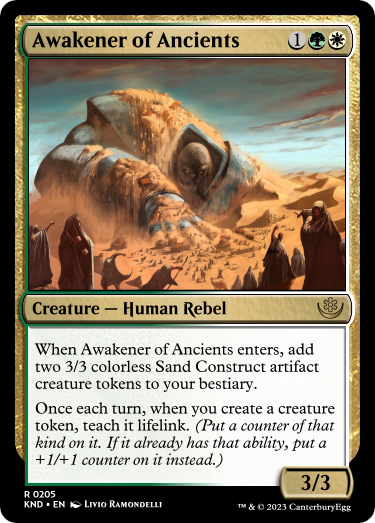 Awakener of Ancients 1
Creature — Human Rebel
When Awakener of Ancients enters, add
two 3/3 colorless Sand Construct artifact
creature tokens to your bestiary.
Once each turn, when you create a creature
token, teach it lifelink. (Put a counter of that
kind on it. If it already has that ability, put a
+1/+1 counter on it instead.)
3/3
R 0205
KND • EN Livio Ramondelli
™ & © 2023 CanterburyEgg